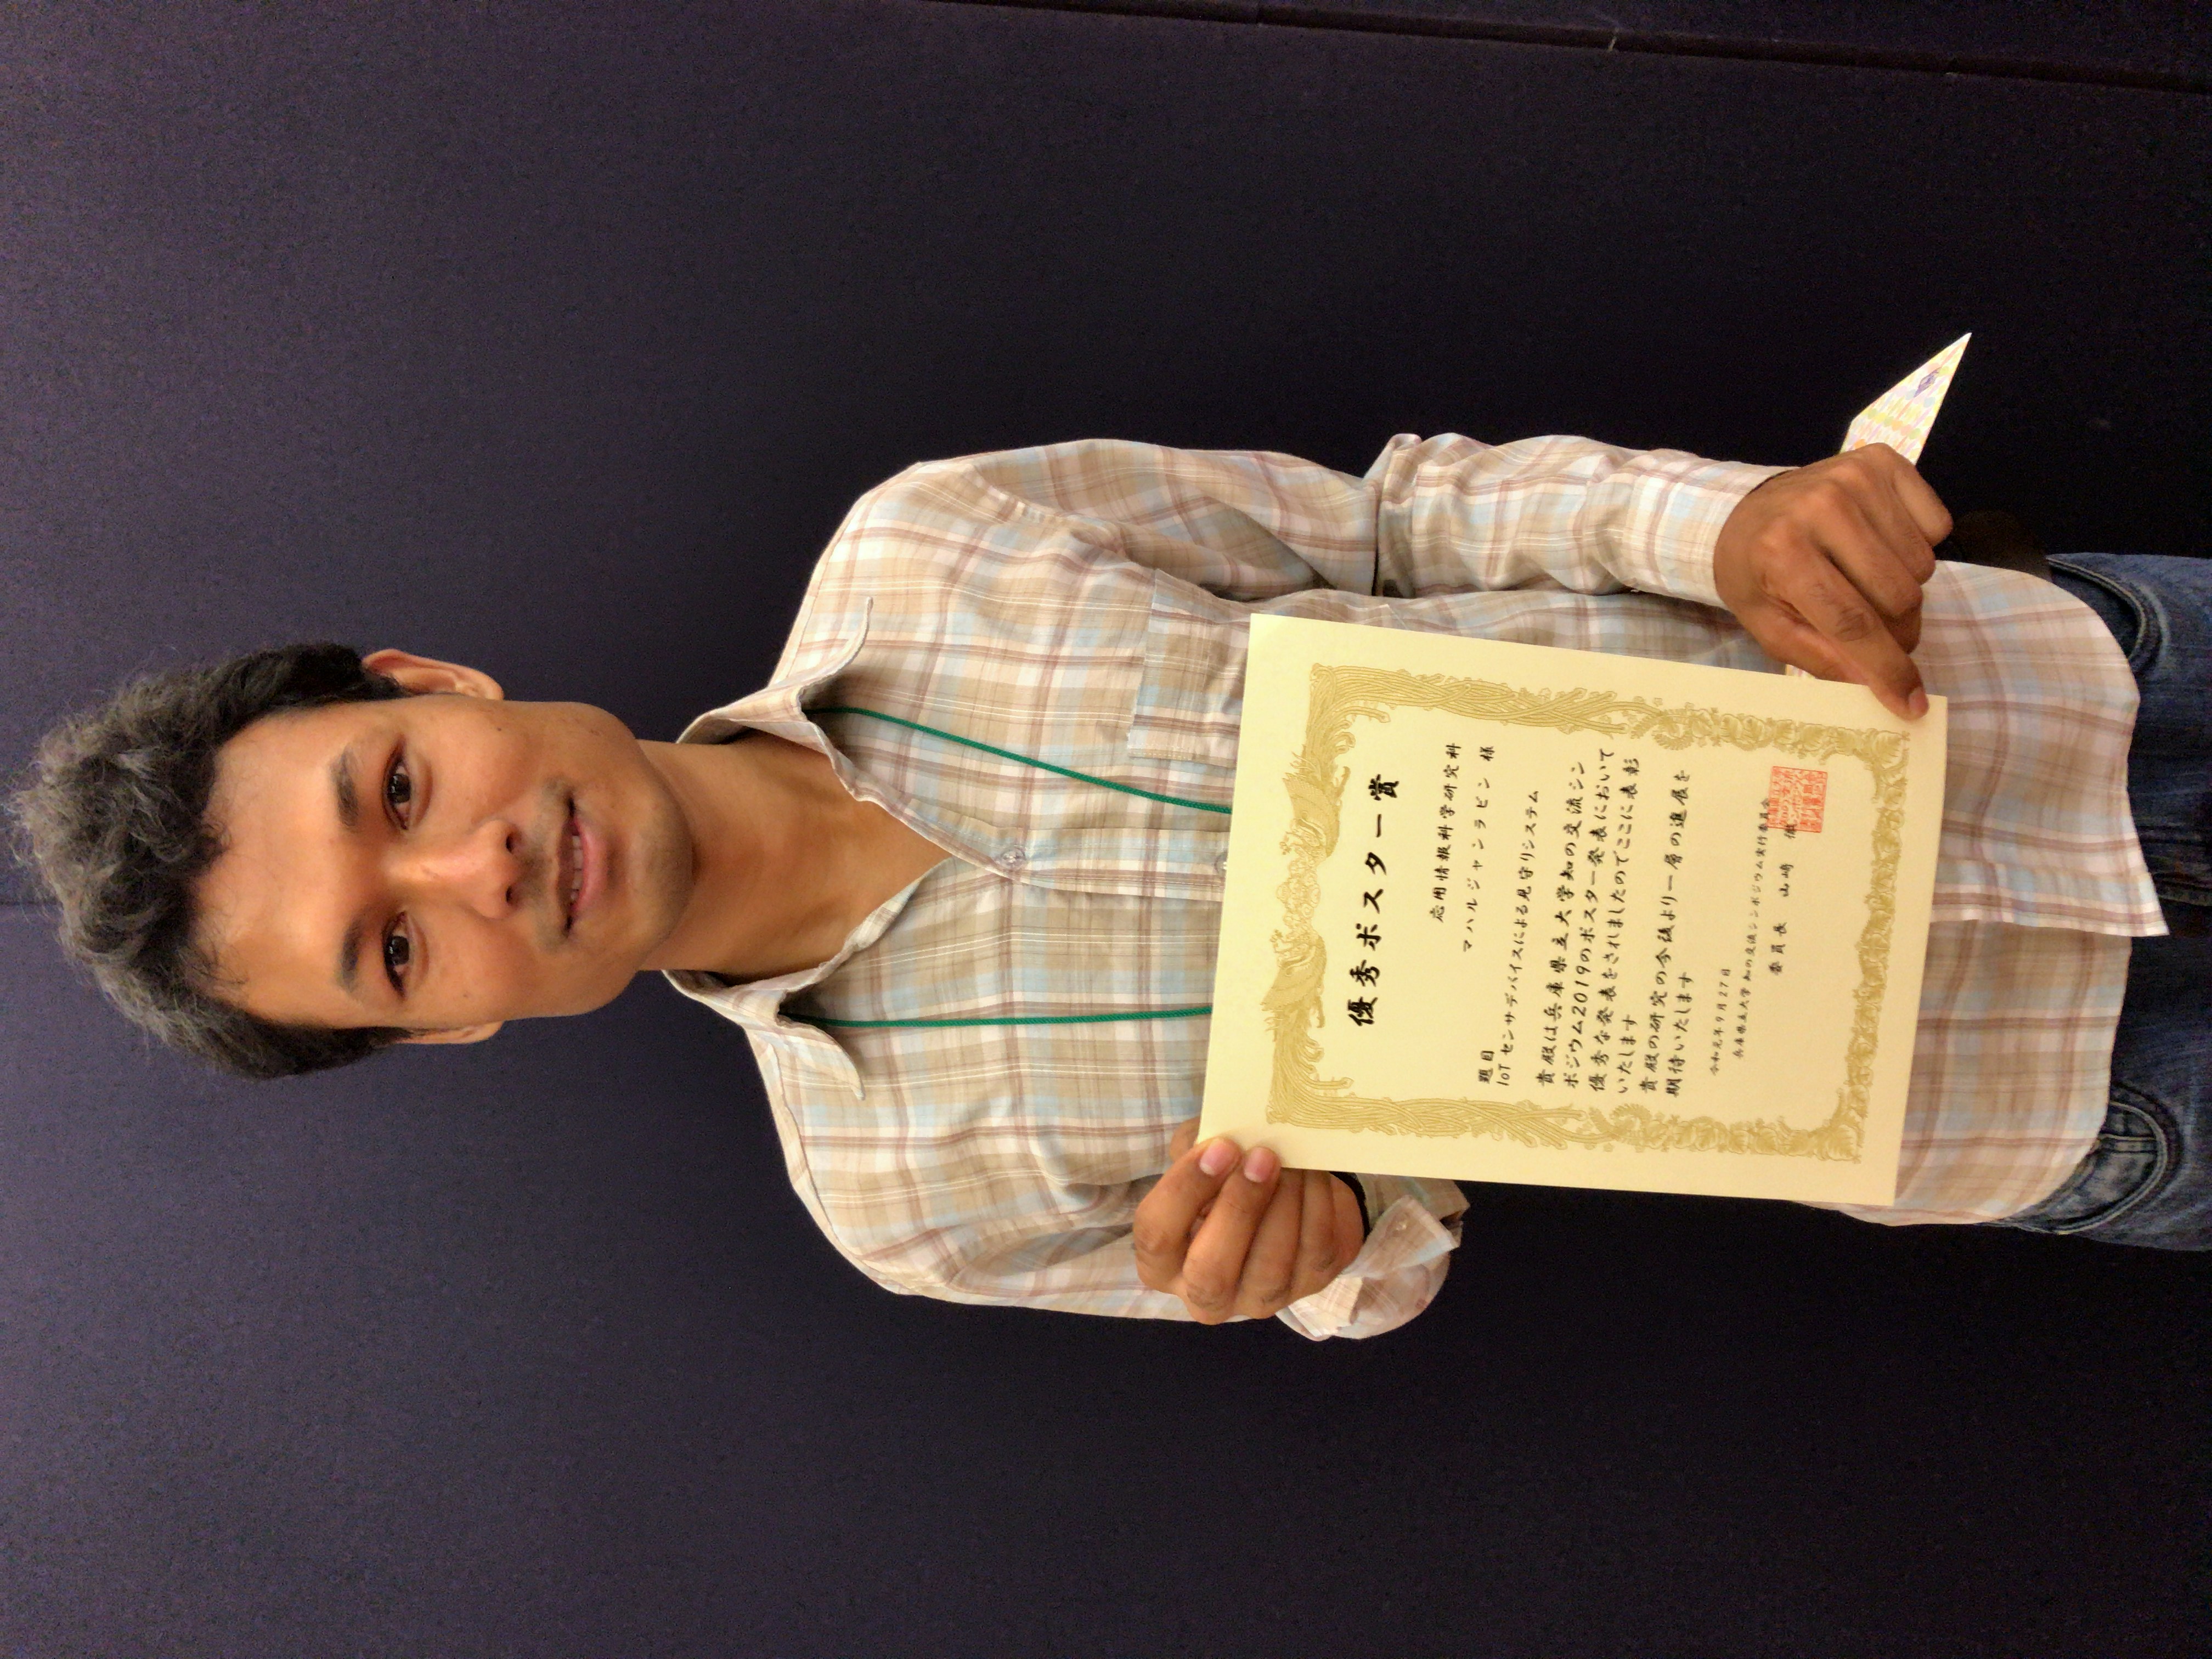 優秀ポスター賞
応用情報科学研究科
マハルジャンラビン 様
題目
IoT センサデバイスによる見守りシステム
貴殿は兵庫県立大学知の交流シン
ポジウム2019のポスター発表において
優秀な発表をされましたのでここに表彰
いたします
貴殿の研究の今後より一層の進展を
期待いたします
令和元年9月27日
兵庫県立大学 知の交流シンポジウム実行委員会
委員長 山﨑 徹